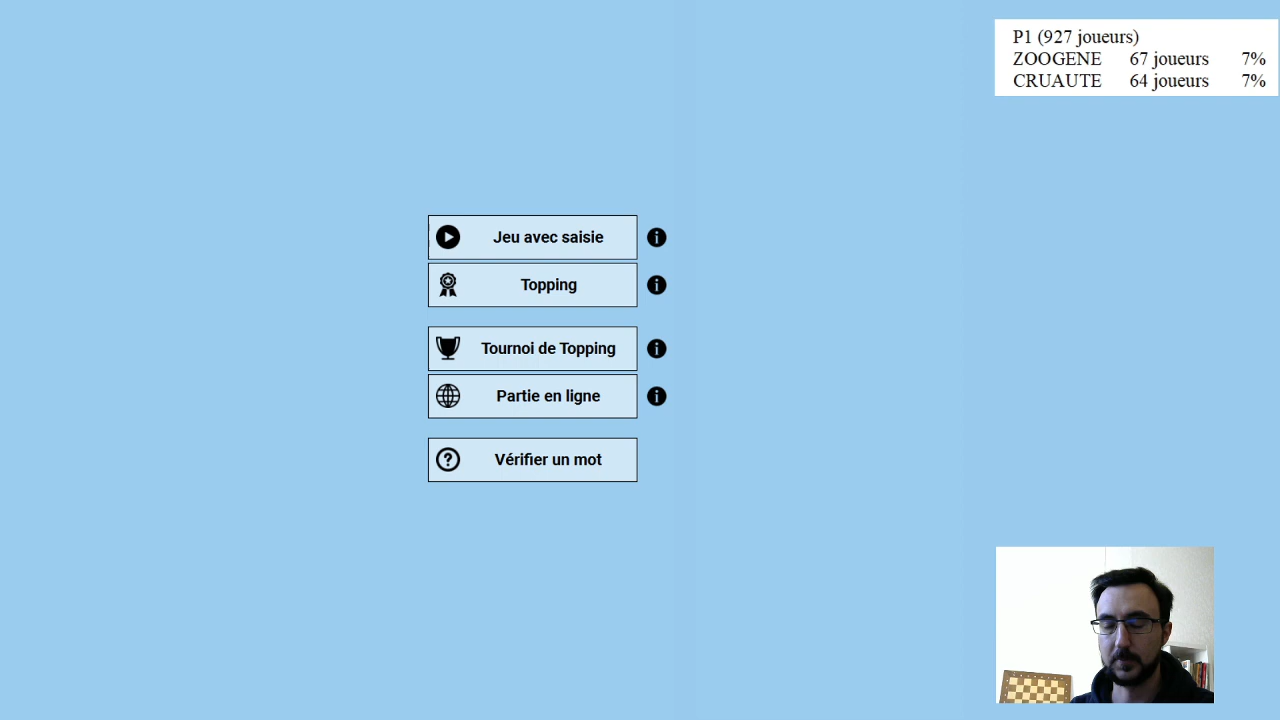 P1 (927 joueurs)
ZOOGENE 67 joueurs 7%
CRUAUTE 64 joueurs 7%
Jeu avec saisie
Topping
Tournoi de Topping
Partie en ligne
Vérifier un mot